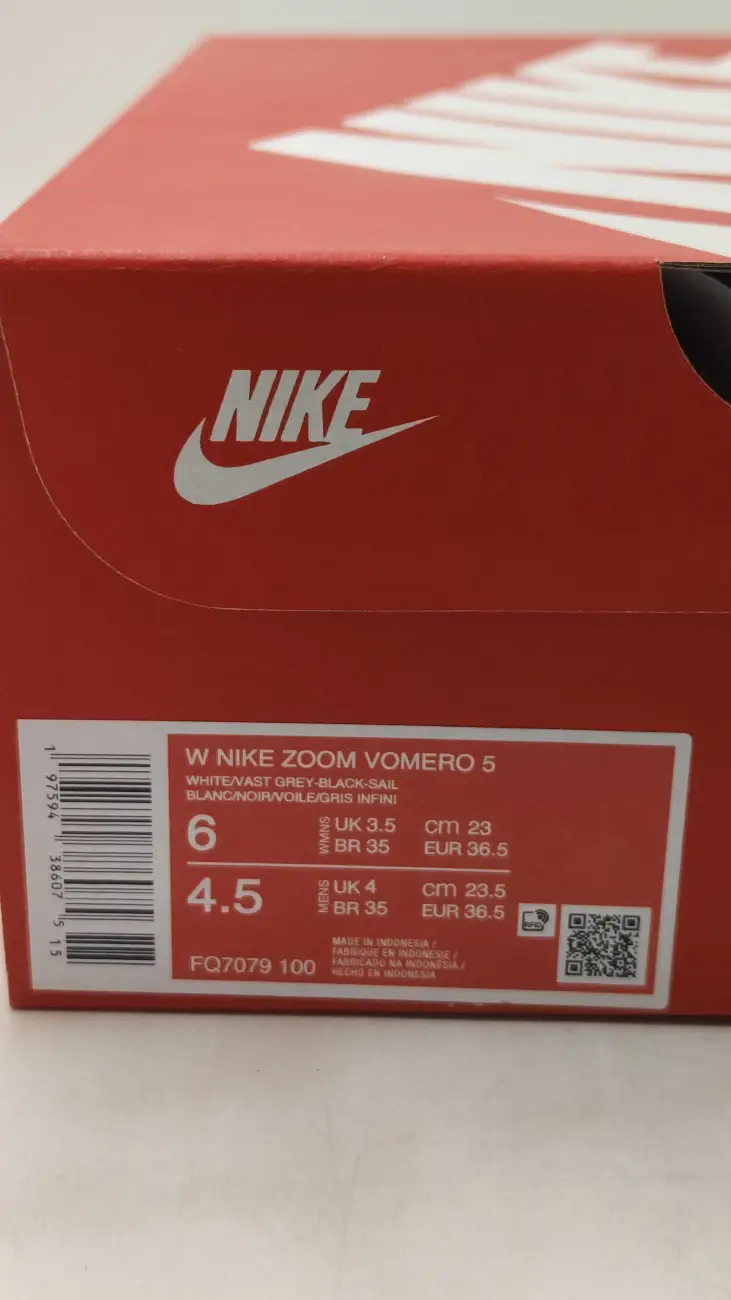 NIKE
W NIKE ZOOM VOMERO 5
WHITE/VAST GREY-BLACK-SAIL
BLANC/NOIR/VOILE/GRIS INFINI
6 WMNS UK 3.5 cm 23
BR 35 EUR 36.5
4.5 MENS UK 4 cm 23.5
BR 35 EUR 36.5
RFID
FQ7079 100
MADE IN INDONESIA /
FABRIQUE EN INDONESIE /
FABRICADO NA INDONESIA /
HECHO EN INDONESIA
1 97594 38607 5 15